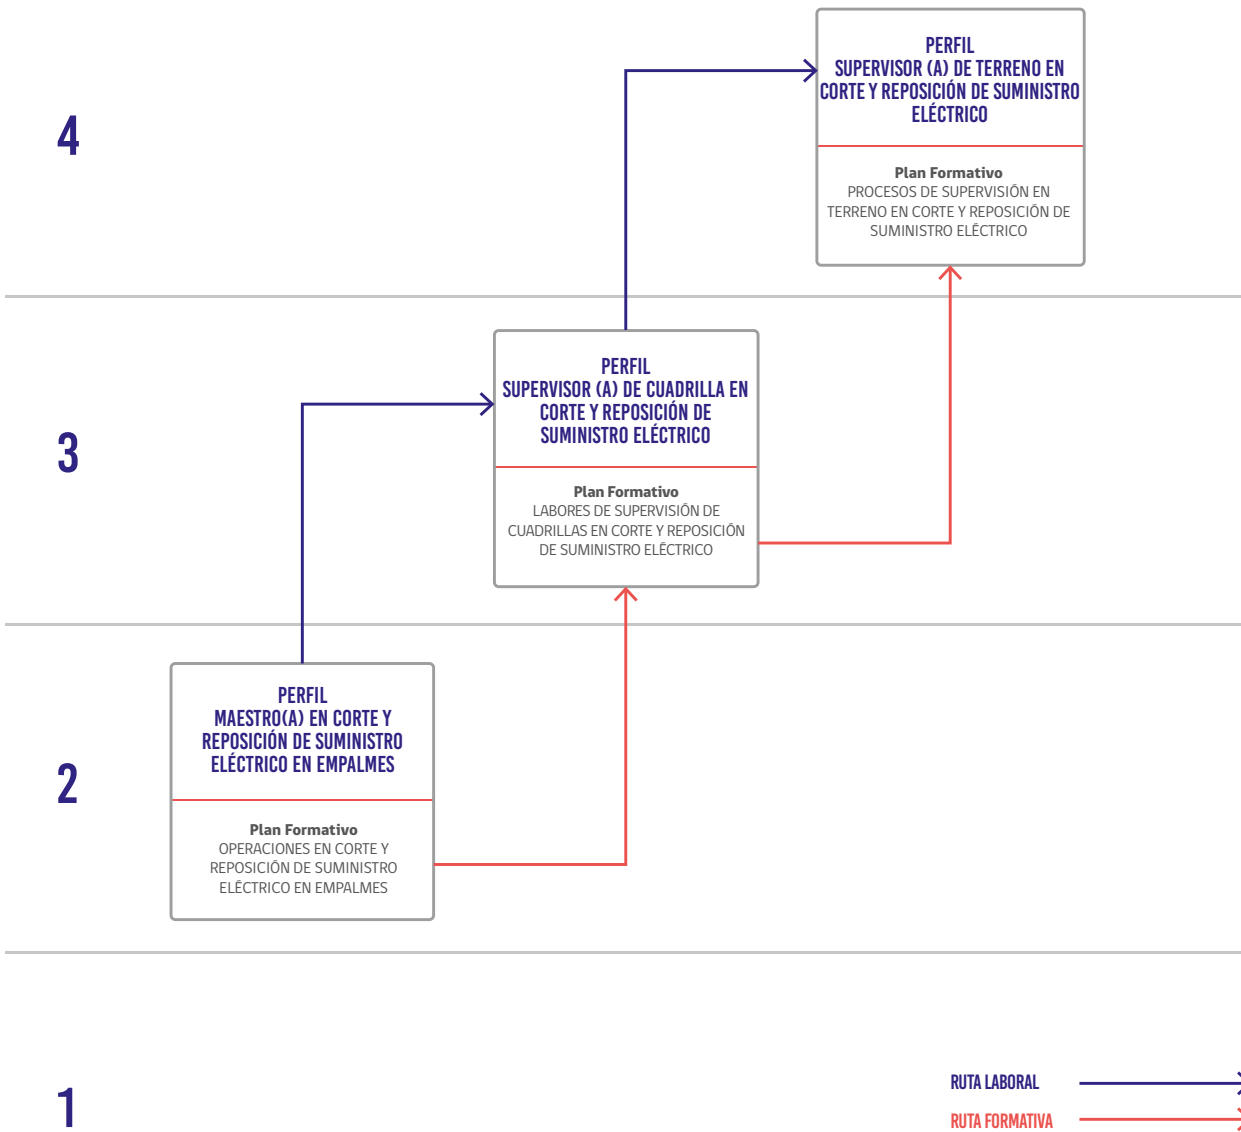 4
PERFIL
SUPERVISOR (A) DE TERRENO EN
CORTE Y REPOSICIÓN DE SUMINISTRO
ELÉCTRICO
Plan Formativo
PROCESOS DE SUPERVISIÓN EN
TERRENO EN CORTE Y REPOSICIÓN DE
SUMINISTRO ELÉCTRICO
3
PERFIL
SUPERVISOR (A) DE CUADRILLA EN
CORTE Y REPOSICIÓN DE
SUMINISTRO ELÉCTRICO
Plan Formativo
LABORES DE SUPERVISIÓN DE
CUADRILLAS EN CORTE Y REPOSICIÓN
DE SUMINISTRO ELÉCTRICO
2
PERFIL
MAESTRO(A) EN CORTE Y
REPOSICIÓN DE SUMINISTRO
ELÉCTRICO EN EMPALMES
Plan Formativo
OPERACIONES EN CORTE Y
REPOSICIÓN DE SUMINISTRO
ELÉCTRICO EN EMPALMES
1
RUTA LABORAL
RUTA FORMATIVA